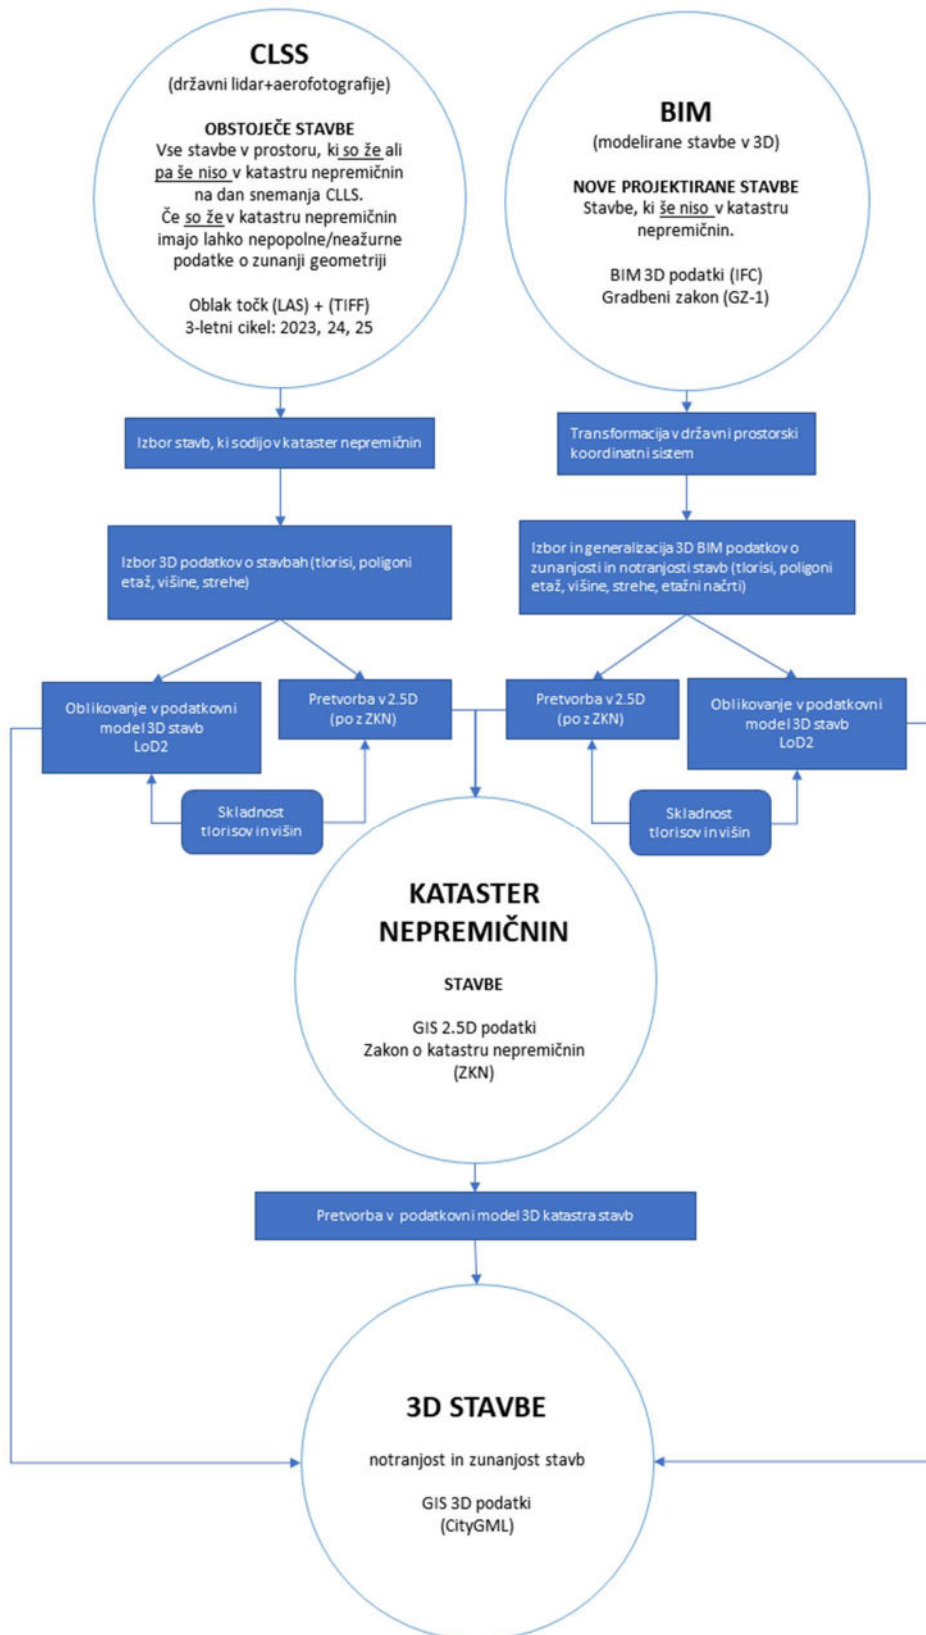 CLSS
(državni lidar+aerofotografije)
OBSTOJEČE STAVBE
Vse stavbe v prostoru, ki so že ali
pa še niso v katastru nepremičnin
na dan snemanja CLLS.
Če so že v katastru nepremičnin
imajo lahko nepopolne/neažurne
podatke o zunanji geometriji
Oblak točk (LAS) + (TIFF)
3-letni cikel: 2023, 24, 25
BIM
(modelirane stavbe v 3D)
NOVE PROJEKTIRANE STAVBE
Stavbe, ki še niso v katastru
nepremičnin.
BIM 3D podatki (IFC)
Gradbeni zakon (GZ-1)
Izbor stavb, ki sodijo v kataster nepremičnin
Transformacija v državni prostorski
koordinatni sistem
Izbor 3D podatkov o stavbah (tlorisi, poligoni
etaž, višine, strehe)
Izbor in generalizacija 3D BIM podatkov o
zunanjosti in notranjosti stavb (tlorisi, poligoni
etaž, višine, strehe, etažni načrti)
Oblikovanje v podatkovni
model 3D stavb
LoD2
Pretvorba v 2.5D
(po z ZKN)
Pretvorba v 2.5D
(po z ZKN)
Oblikovanje v podatkovni
model 3D stavb
LoD2
Skladnost
tlorisov in višin
Skladnost
tlorisov in višin
KATASTER
NEPREMIČNIN
STAVBE
GIS 2.5D podatki
Zakon o katastru nepremičnin
(ZKN)
Pretvorba v podatkovni model 3D katastra stavb
3D STAVBE
notranjost in zunanjost stavb
GIS 3D podatki
(CityGML)